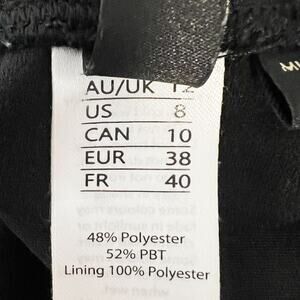 AU/UK 12
US 8
CAN 10
EUR 38
FR 40
48% Polyester
52% PBT
Lining 100% Polyester